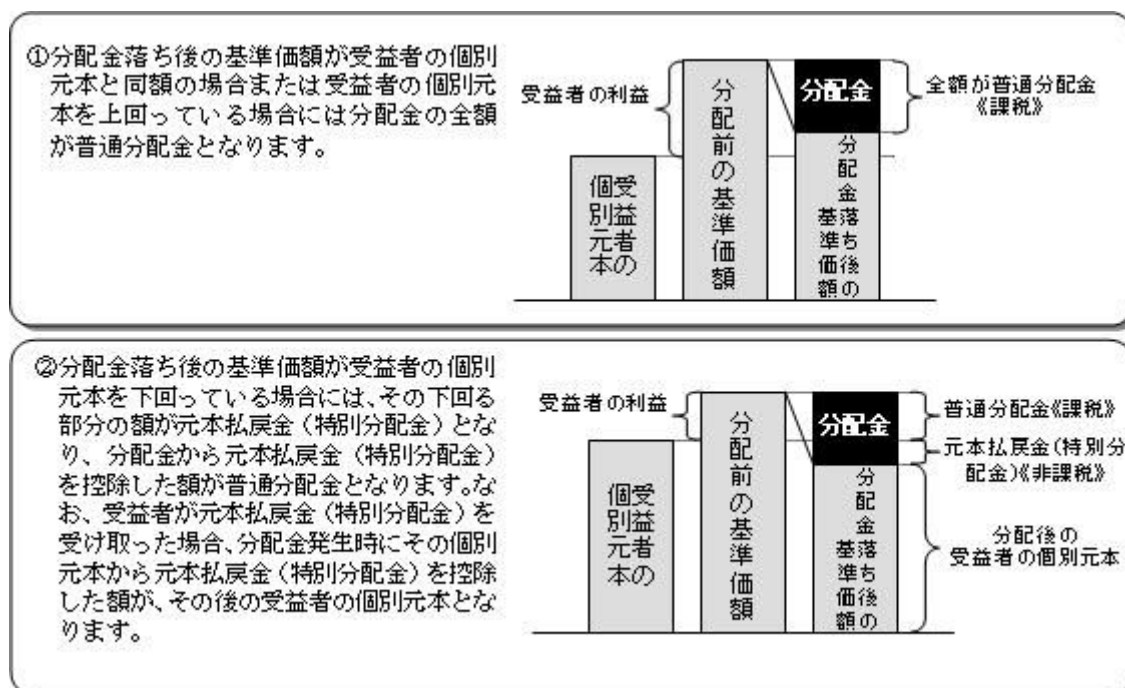 ①分配金落ち後の基準価額が受益者の個別
元本と同額の場合または受益者の個別元
本を上回っている場合には分配金の全額
が普通分配金となります。
受益者の利益
受益者の
個別元本
分配前の基準価額
分配金
分配金落ち後の
基準価額
全額が普通分配金
《課税》
②分配金落ち後の基準価額が受益者の個別
元本を下回っている場合には、その下回る
部分の額が元本払戻金（特別分配金）とな
り、分配金から元本払戻金（特別分配金）
を控除した額が普通分配金となります。な
お、受益者が元本払戻金（特別分配金）を
受け取った場合、分配金発生時にその個別
元本から元本払戻金（特別分配金）を控除
した額が、その後の受益者の個別元本とな
ります。
受益者の利益
受益者の
個別元本
分配前の基準価額
分配金
分配金落ち後の
基準価額
普通分配金《課税》
元本払戻金(特別分
配金)《非課税》
分配後の
受益者の個別元本